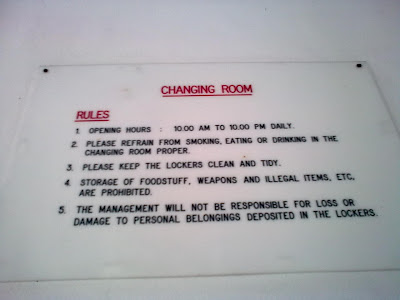 CHANGING ROOM
RULES
1. OPENING HOURS : 10.00 AM TO 10:00 PM DAILY.
2. PLEASE REFRAIN FROM SMOKING, EATING OR DRINKING IN THE
CHANGING ROOM PROPER.
3. PLEASE KEEP THE LOCKERS CLEAN AND TIDY.
4. STORAGE OF FOODSTUFF, WEAPONS AND ILLEGAL ITEMS, ETC,
ARE PROHIBITED.
5. THE MANAGEMENT WILL NOT BE RESPONSIBLE FOR LOSS OR
DAMAGE TO PERSONAL BELONGINGS DEPOSITED IN THE LOCKERS.